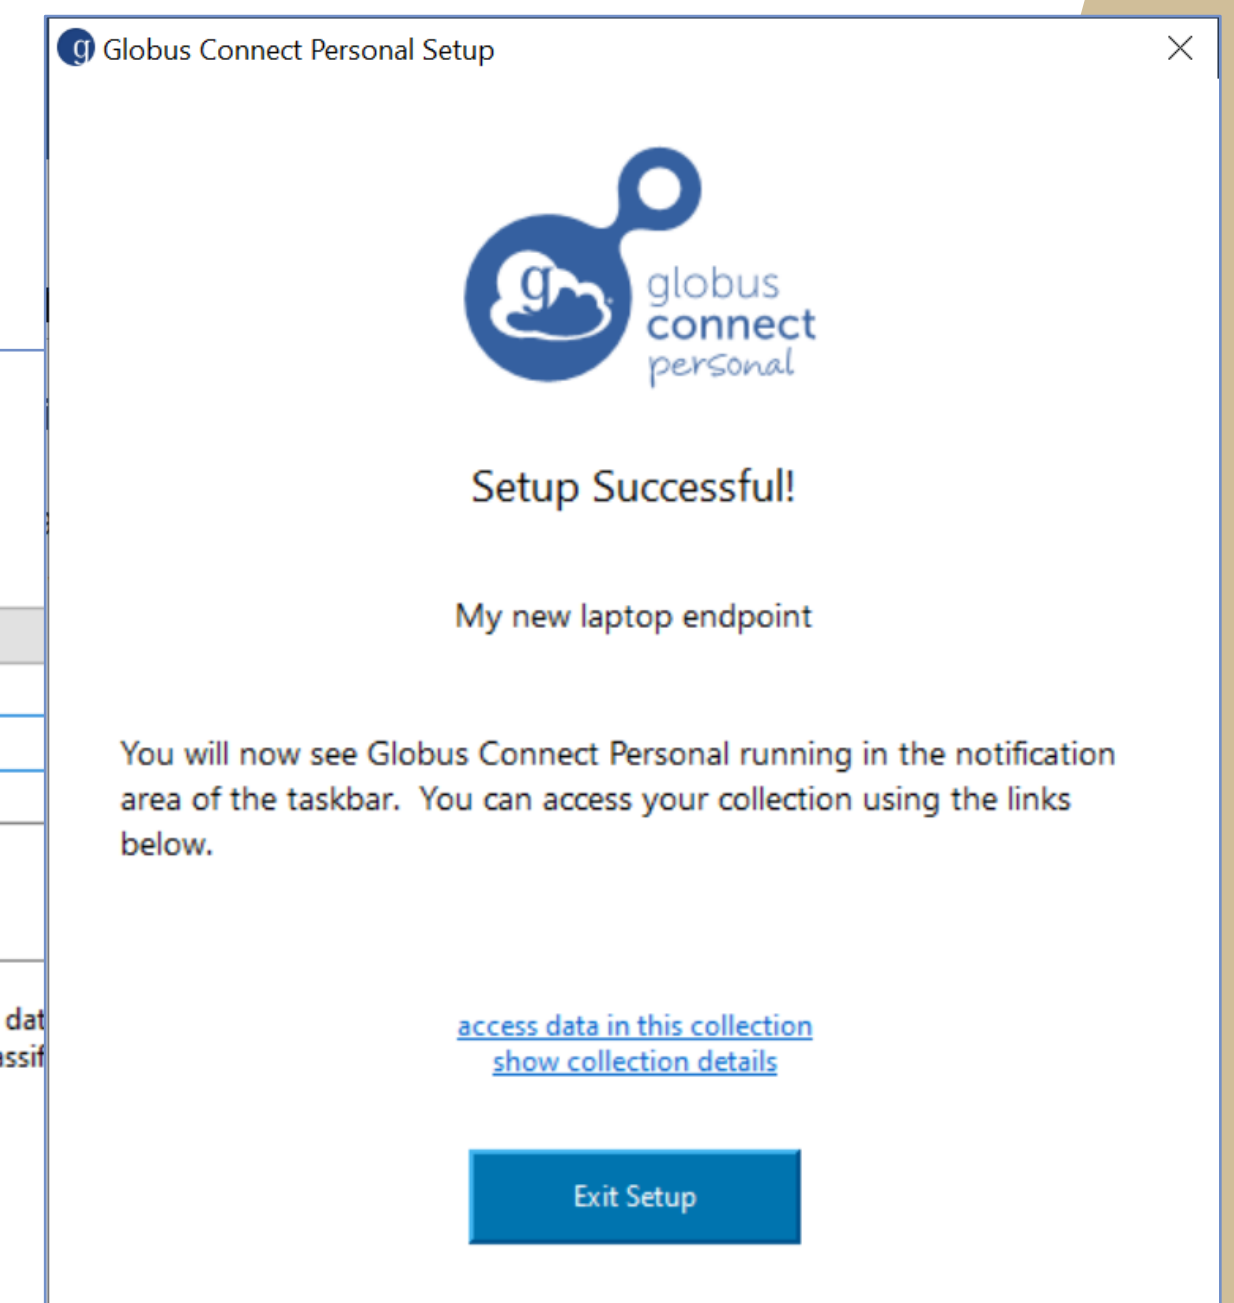 Globus Connect Personal Setup
g
globus
connect
personal
Setup Successful!
My new laptop endpoint
You will now see Globus Connect Personal running in the notification
area of the taskbar.  You can access your collection using the links
below.
dat
assif
access data in this collection
show collection details
Exit Setup